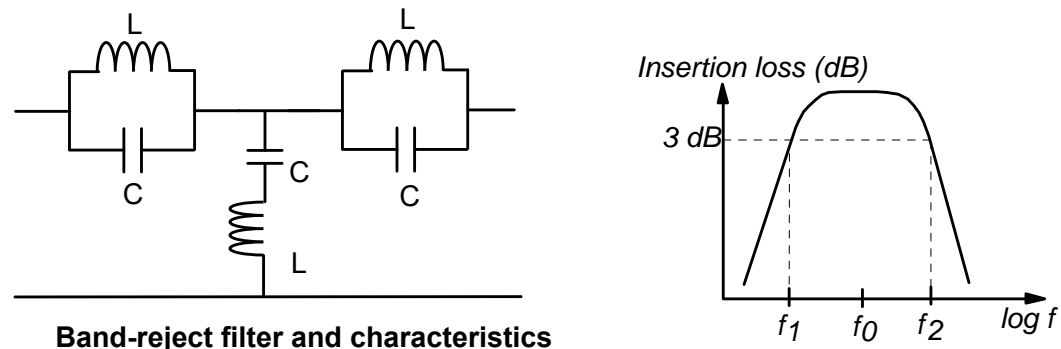 L
L
C
C
C
L
Band-reject filter and characteristics
Insertion loss (dB)
3 dB
f1
f0
f2
log f